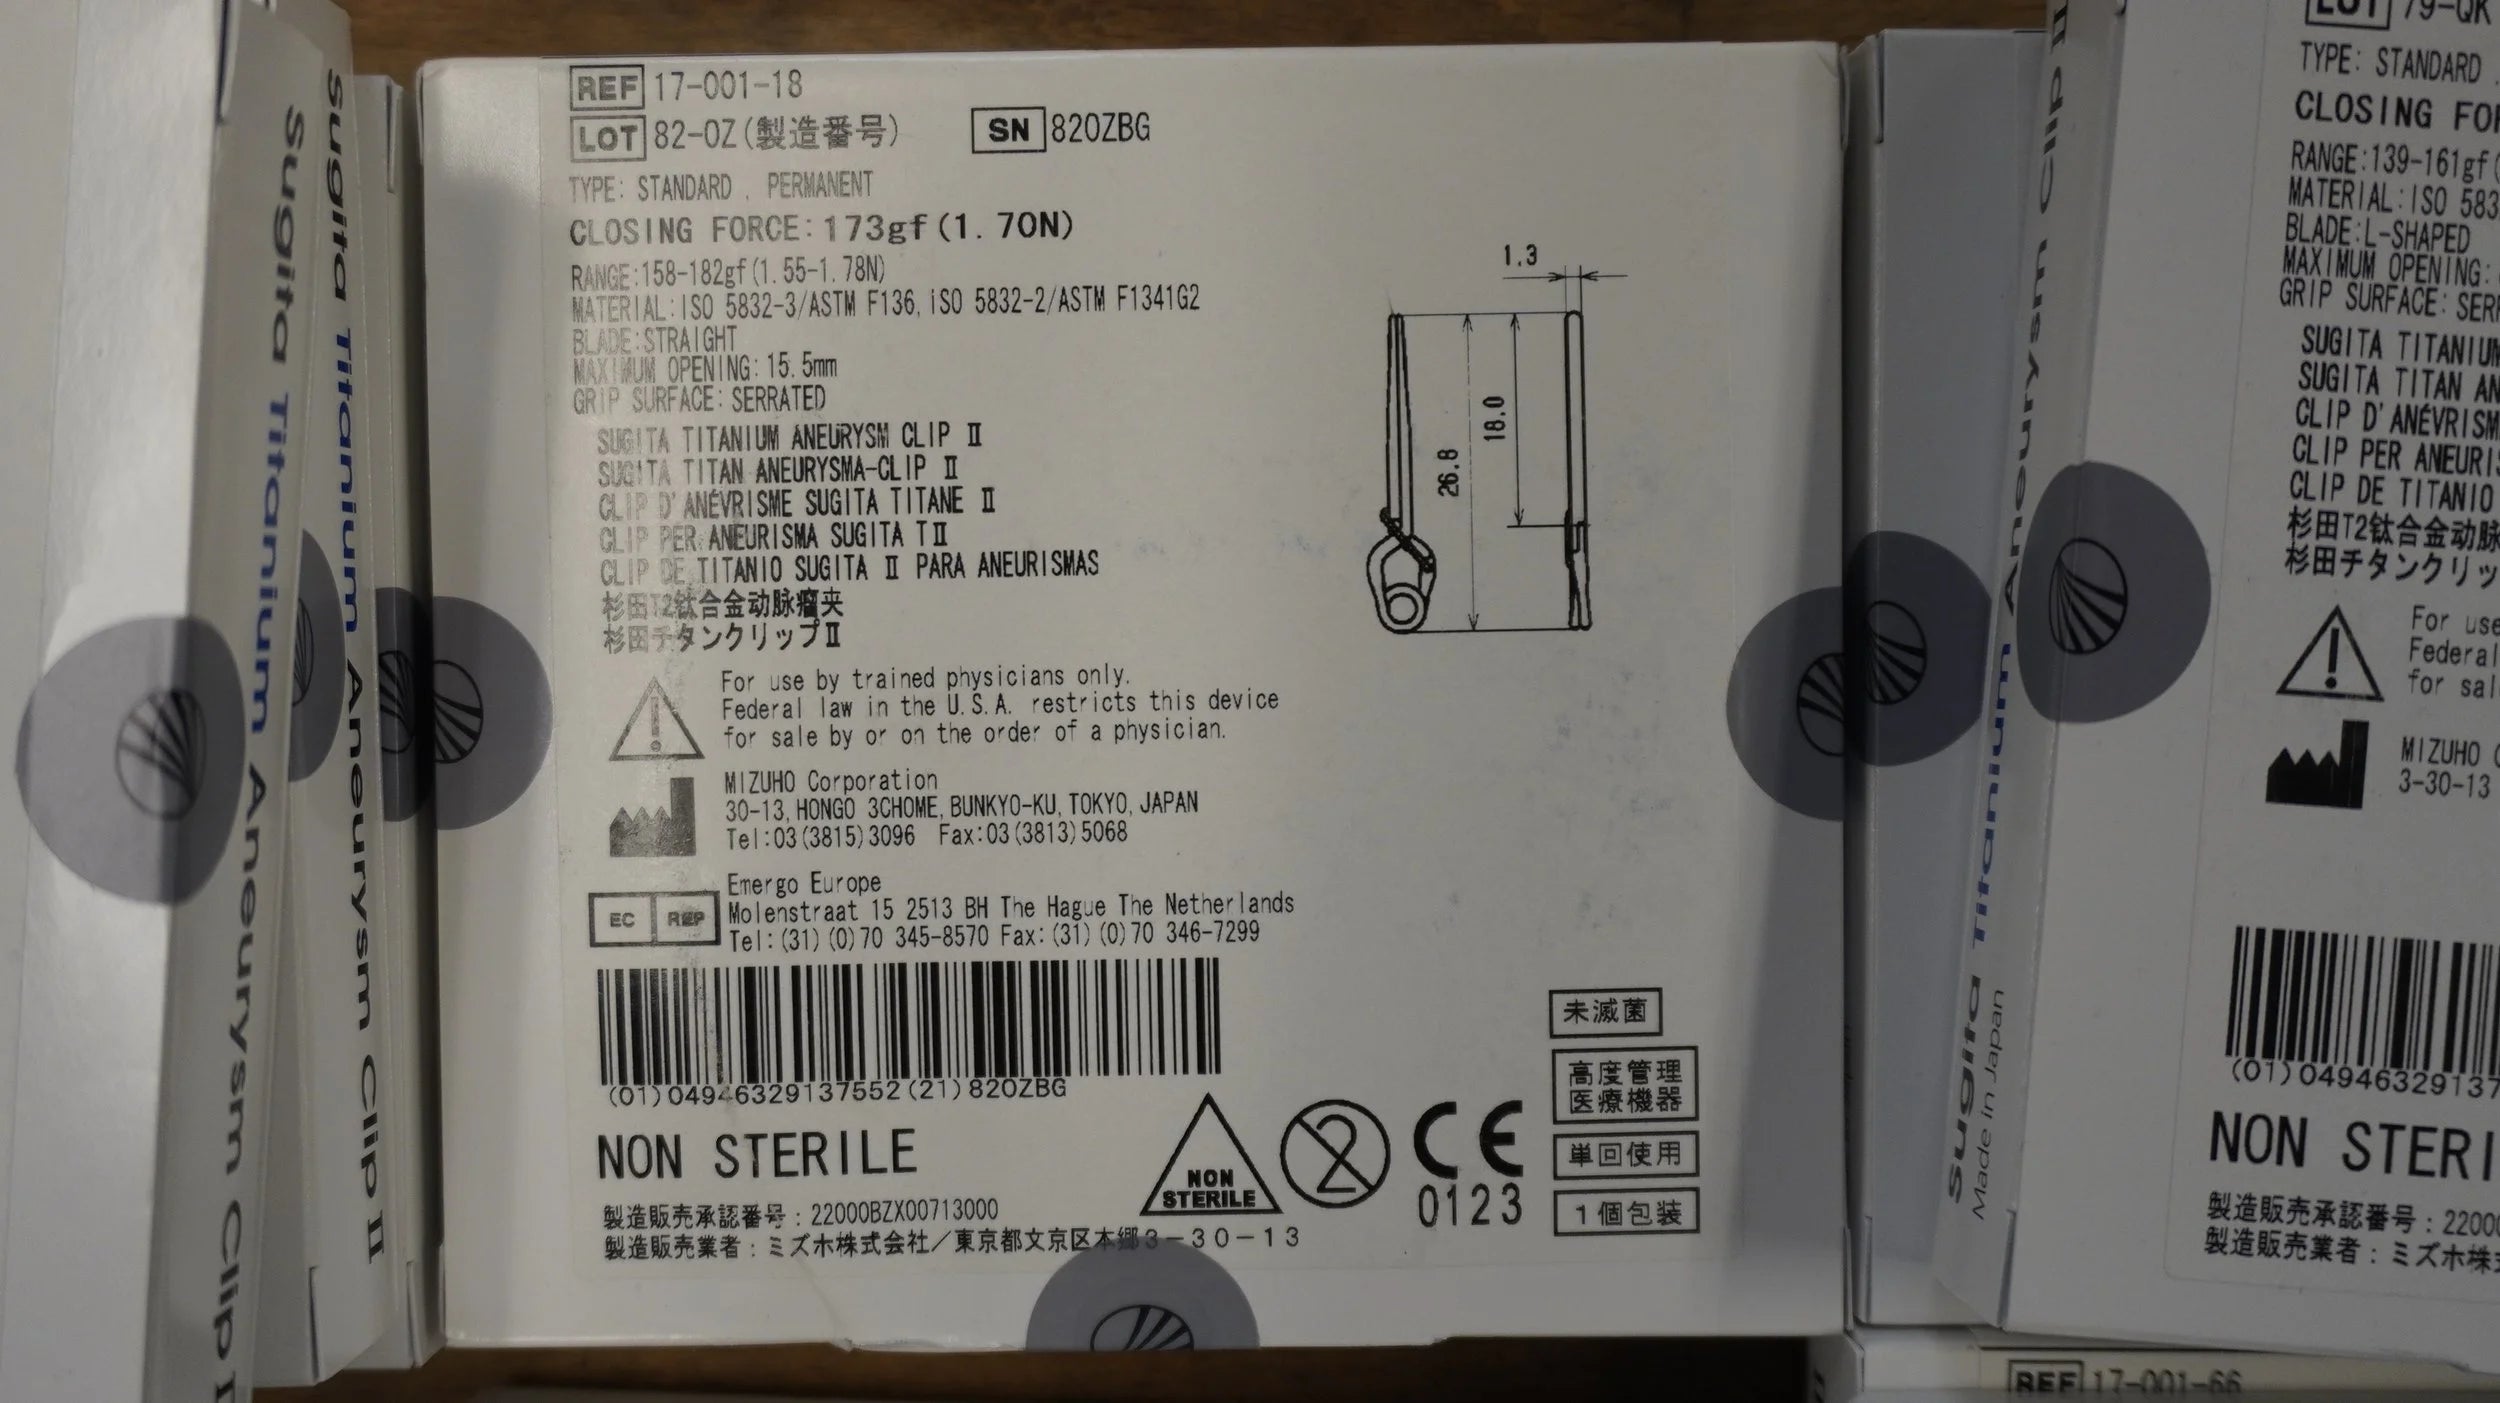 REF 17-001-18
LOT 82-0Z(製造番号) SN 820ZBG
TYPE: STANDARD , PERMANENT
CLOSING FORCE:173gf(1.70N)
RANGE:158-182gf(1.55-1.78N)
MATERIAL:ISO 5832-3/ASTM F136,ISO 5832-2/ASTM F1341G2
BLADE:STRAIGHT
MAXIMUM OPENING:15.5mm
GRIP SURFACE:SERRATED
SUGITA TITANIUM ANEURYSM CLIP Ⅱ
SUGITA TITAN ANEURYSMA-CLIP Ⅱ
CLIP D'ANÉVRISME SUGITA TITANE Ⅱ
CLIP PER ANEURISMA SUGITA TⅡ
CLIP DE TITANIO SUGITA Ⅱ PARA ANEURISMAS
杉田T2钛合金动脉瘤夹
杉田チタンクリップⅡ
1.3
18.0
26.8
For use by trained physicians only.
Federal law in the U.S.A. restricts this device
for sale by or on the order of a physician.
MIZUHO Corporation
30-13,HONGO 3CHOME,BUNKYO-KU,TOKYO,JAPAN
Tel:03(3815)3096 Fax:03(3813)5068
EC REP
Emergo Europe
Molenstraat 15 2513 BH The Hague The Netherlands
Tel:(31)(0)70 345-8570 Fax:(31)(0)70 346-7299
(01)04946329137552(21)820ZBG
NON STERILE
NON
STERILE
2
CE
0123
未滅菌
高度管理
医療機器
単回使用
1個包装
製造販売承認番号：22000BZX00713000
製造販売業者：ミズホ株式会社／東京都文京区本郷3－30－13
Sugita Titanium Aneurysm Clip Ⅱ
Sugita Titanium Aneurysm Clip Ⅱ
Sugita Titanium Aneurysm Clip Ⅱ
Made in Japan
LOT 79-QK
TYPE: STANDARD ,
CLOSING
RANGE:139-161gf(
MATERIAL:ISO
BLADE:L-SHAPED
MAXIMUM OPENING:
GRIP SURFACE:
SUGITA
SUGITA TITAN
CLIP
CLIP PER
CLIP DE TITANIO
杉田T2钛合金动脉
杉田チタンクリッ
For use
Federal
for
MIZUHO
3-30-13
(01)
NON
製造販売承認番号：
製造販売業者：ミズホ
REF 17-001-66